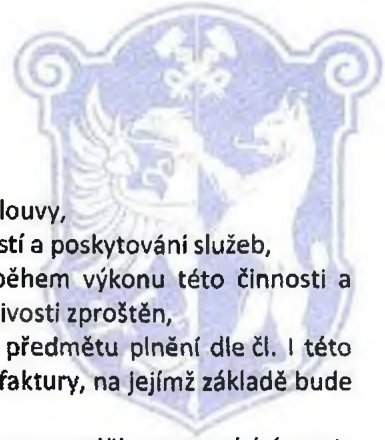 louvy,
stí a poskytování služeb,
během výkonu této činnosti a
livosti zproštěn,
předmětu plnění dle čl. I této
faktury, na jejímž základě bude